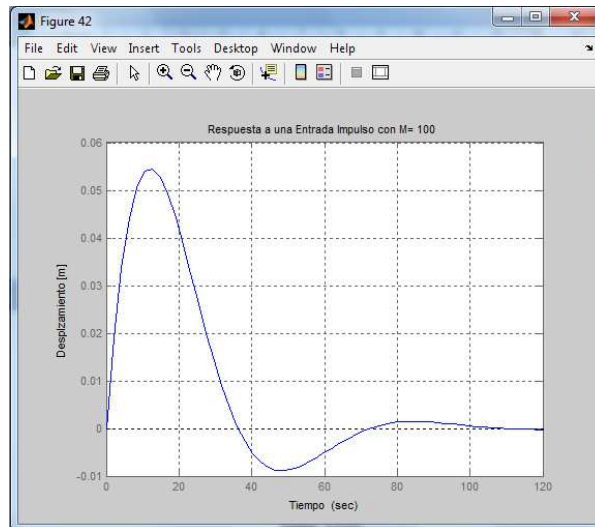 Figure 42
File Edit View Insert Tools Desktop Window Help
Respuesta a una Entrada Impulso con M= 100
0.06
0.05
0.04
0.03
0.02
0.01
0
-0.01
Desplzamiento [m]
0 20 40 60 80 100 120
Tiempo (sec)